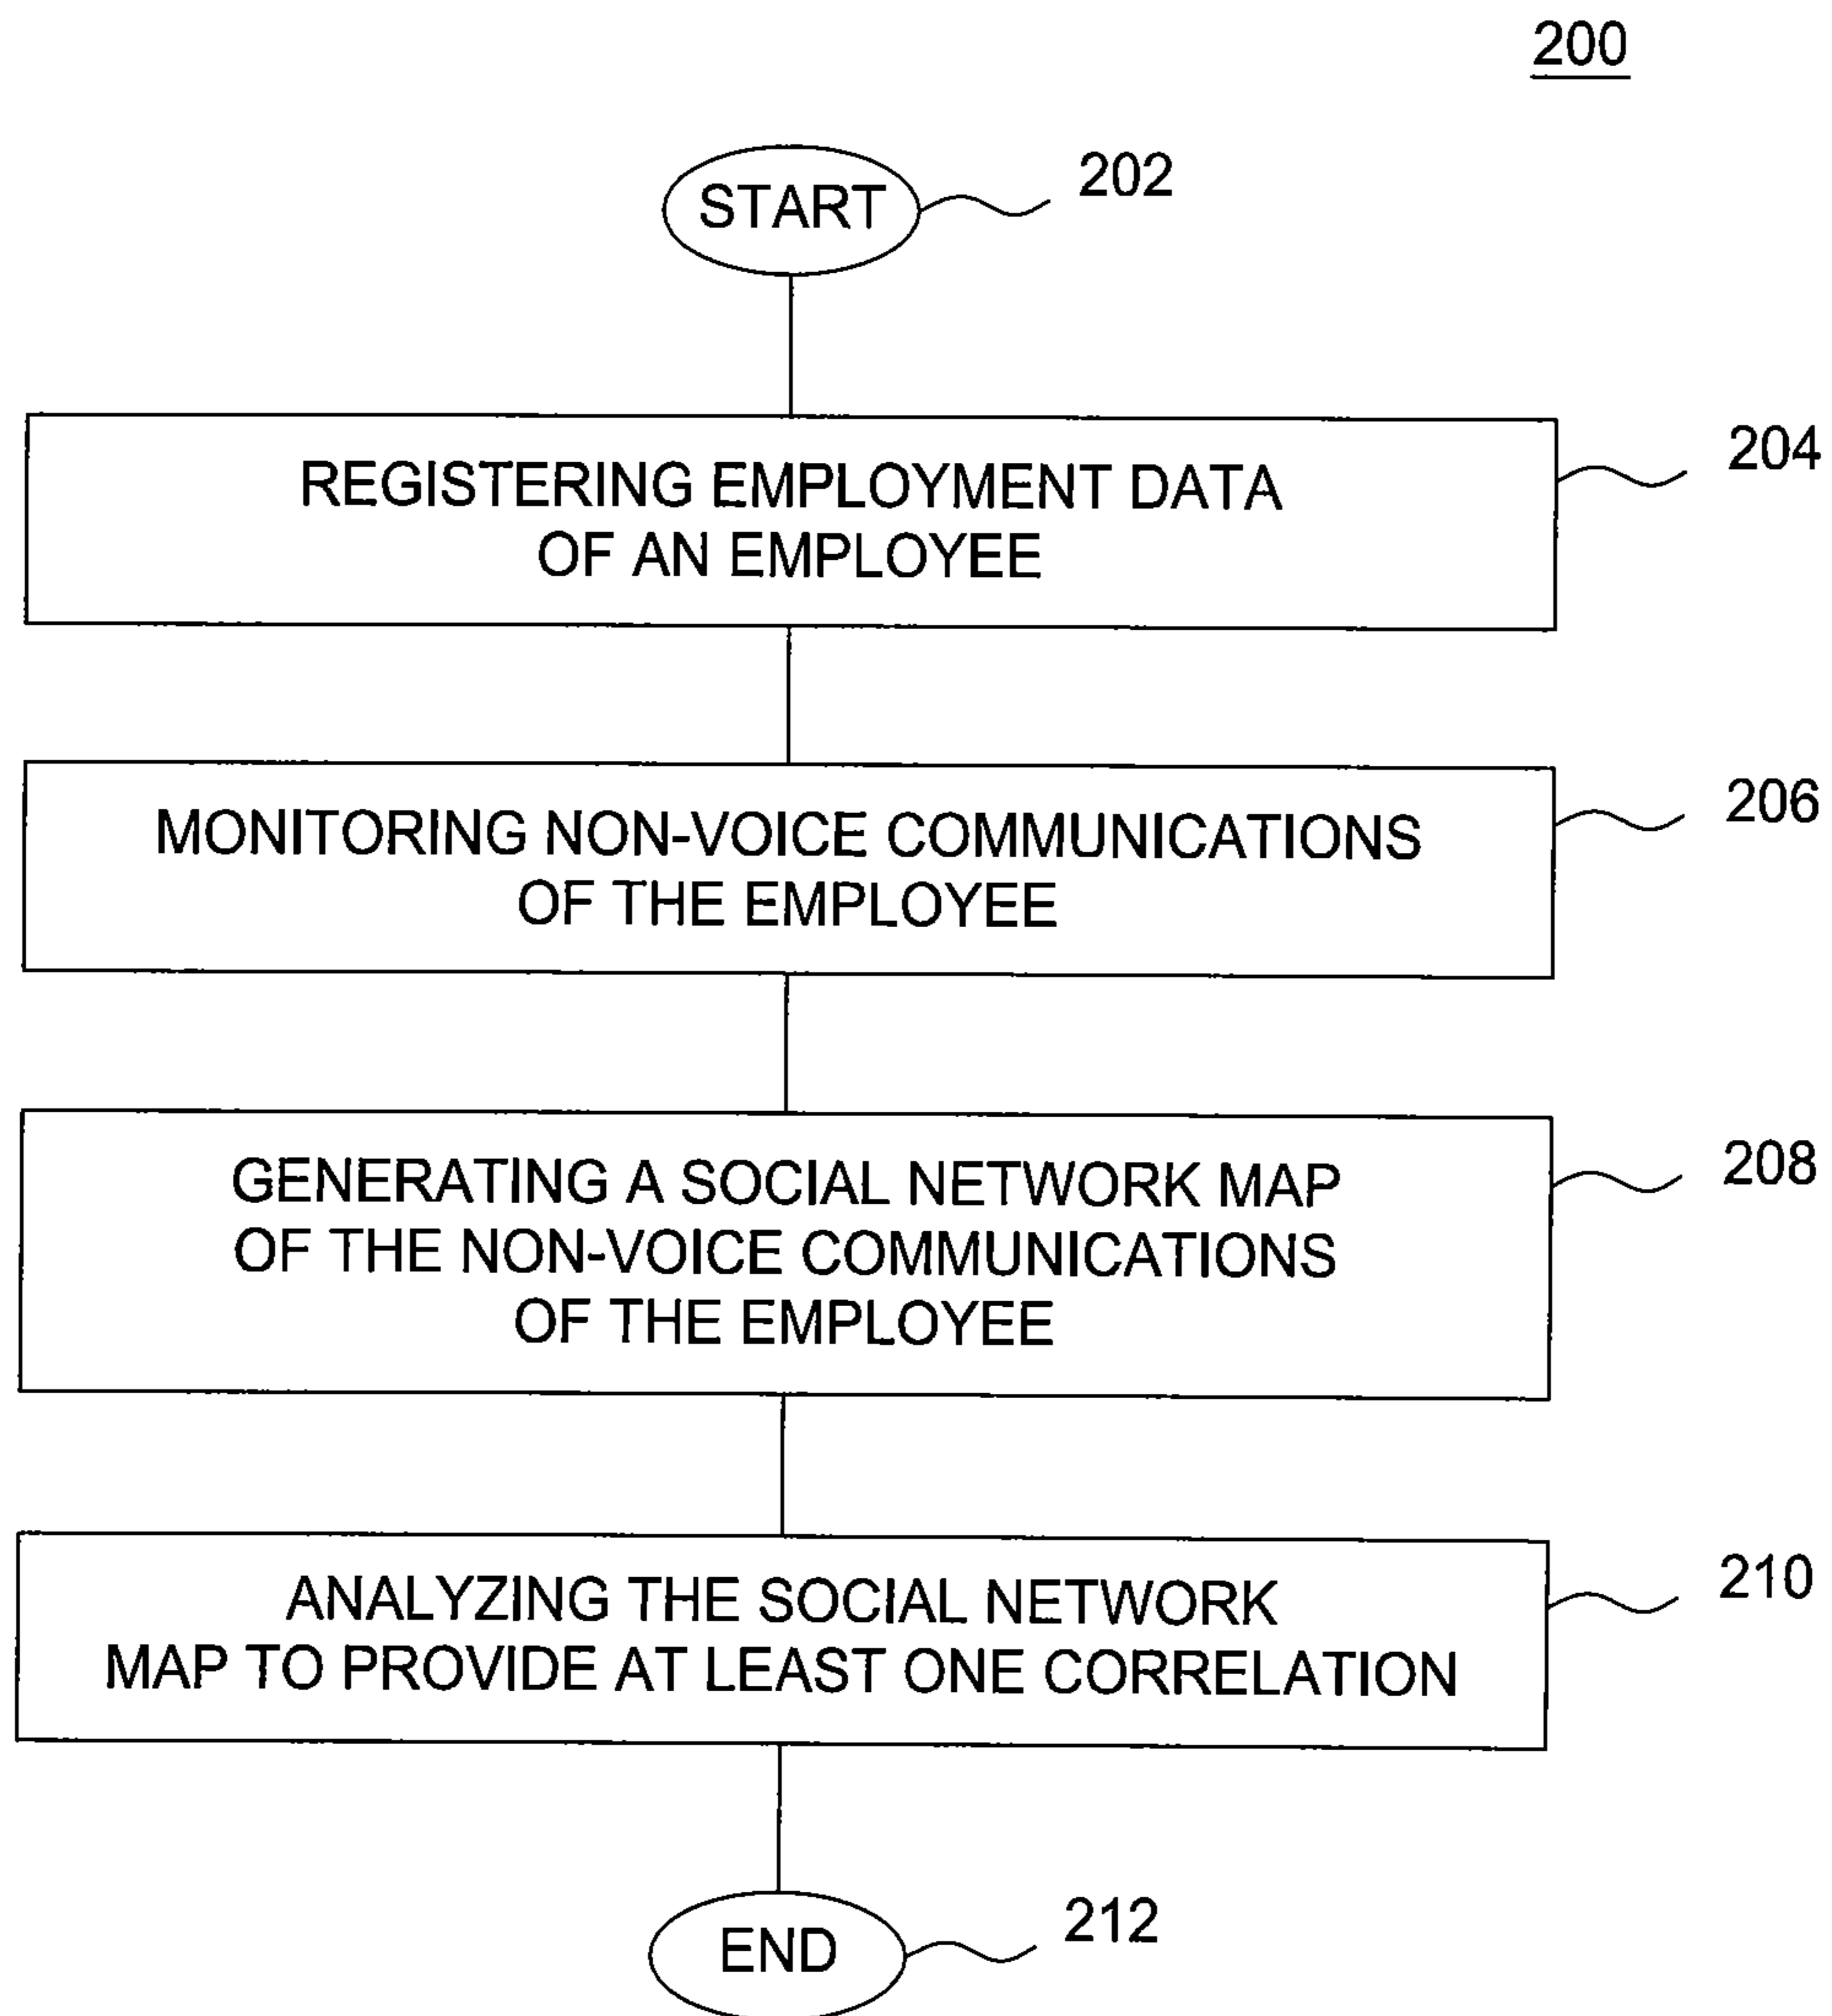 200
START
202
REGISTERING EMPLOYMENT DATA
OF AN EMPLOYEE
204
MONITORING NON-VOICE COMMUNICATIONS
OF THE EMPLOYEE
206
GENERATING A SOCIAL NETWORK MAP
OF THE NON-VOICE COMMUNICATIONS
OF THE EMPLOYEE
208
ANALYZING THE SOCIAL NETWORK
MAP TO PROVIDE AT LEAST ONE CORRELATION
210
END
212